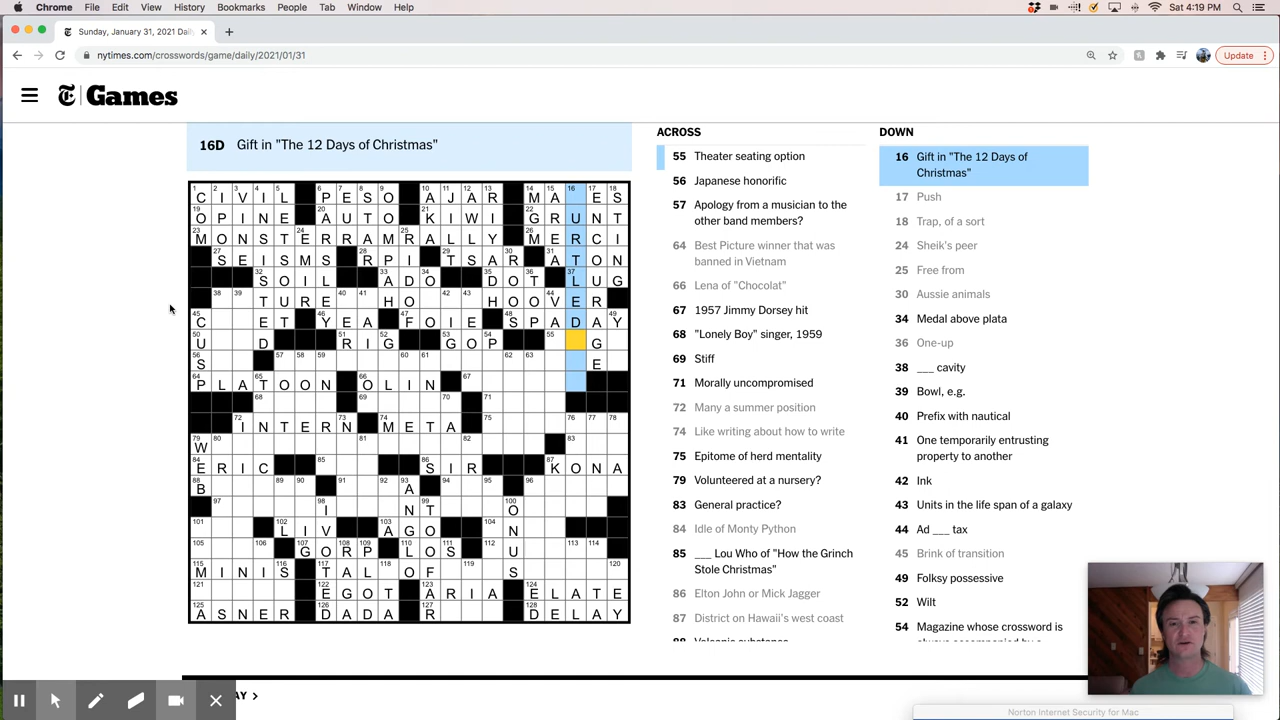 Chrome File Edit View History Bookmarks People Tab Window Help Sat 4:19 PM
Sunday, January 31, 2021 Daily
nytimes.com/crosswords/game/daily/2021/01/31 Update
Games
16D Gift in "The 12 Days of Christmas"
C I V I L P E S O A J A R M A E S
O P I N E A U T O K I W I G R U N T
M O N S T E R R A M R A L L Y M E R C I
S E I S M S R P I T S A R A T O N
S O I L A D O D O T L U G
T U R E H O H O O V E R
C E T Y E A F O I E S P A D A Y
U D R I G G O P G
S E
P L A T O O N O L I N
I N T E R N M E T A
W
E R I C S I R K O N A
B A
I N T O
L I V A G O N
G O R P L O S U
M I N I S T A L O F S
E G O T A R I A E L A T E
A S N E R D A D A R D E L A Y
ACROSS
55 Theater seating option
56 Japanese honorific
57 Apology from a musician to the
other band members?
64 Best Picture winner that was
banned in Vietnam
66 Lena of "Chocolat"
67 1957 Jimmy Dorsey hit
68 "Lonely Boy" singer, 1959
69 Stiff
71 Morally uncompromised
72 Many a summer position
74 Like writing about how to write
75 Epitome of herd mentality
79 Volunteered at a nursery?
83 General practice?
84 Idle of Monty Python
85 ___ Lou Who of "How the Grinch
Stole Christmas"
86 Elton John or Mick Jagger
87 District on Hawaii's west coast
DOWN
16 Gift in "The 12 Days of
Christmas"
17 Push
18 Trap, of a sort
24 Sheik's peer
25 Free from
30 Aussie animals
34 Medal above plata
36 One-up
38 ___ cavity
39 Bowl, e.g.
40 Prefix with nautical
41 One temporarily entrusting
property to another
42 Ink
43 Units in the life span of a galaxy
44 Ad ___ tax
45 Brink of transition
49 Folksy possessive
52 Wilt
54 Magazine whose crossword is
AY
Norton Internet Security for Mac